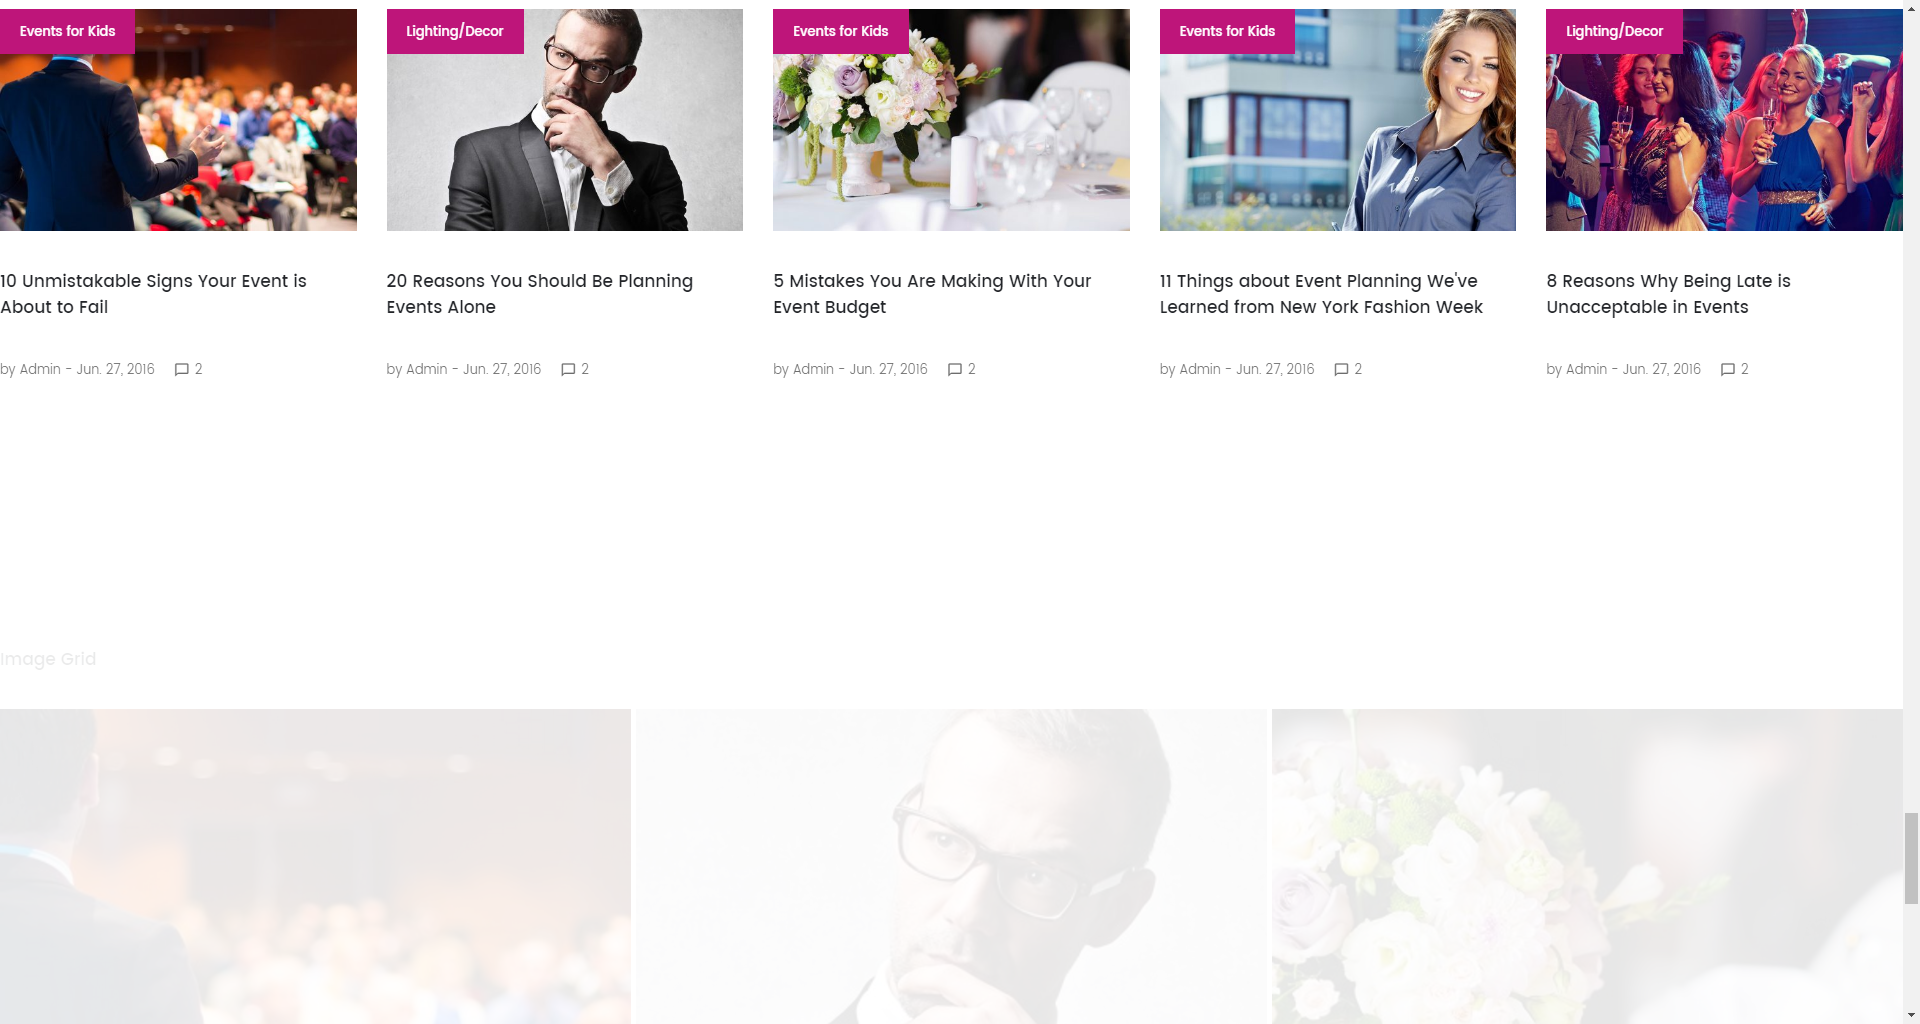 Events for Kids
Lighting/Decor
Events for Kids
Events for Kids
Lighting/Decor
10 Unmistakable Signs Your Event is
About to Fail
20 Reasons You Should Be Planning
Events Alone
5 Mistakes You Are Making With Your
Event Budget
11 Things about Event Planning We've
Learned from New York Fashion Week
8 Reasons Why Being Late is
Unacceptable in Events
by Admin - Jun. 27, 2016 2
by Admin - Jun. 27, 2016 2
by Admin - Jun. 27, 2016 2
by Admin - Jun. 27, 2016 2
by Admin - Jun. 27, 2016 2
Image Grid